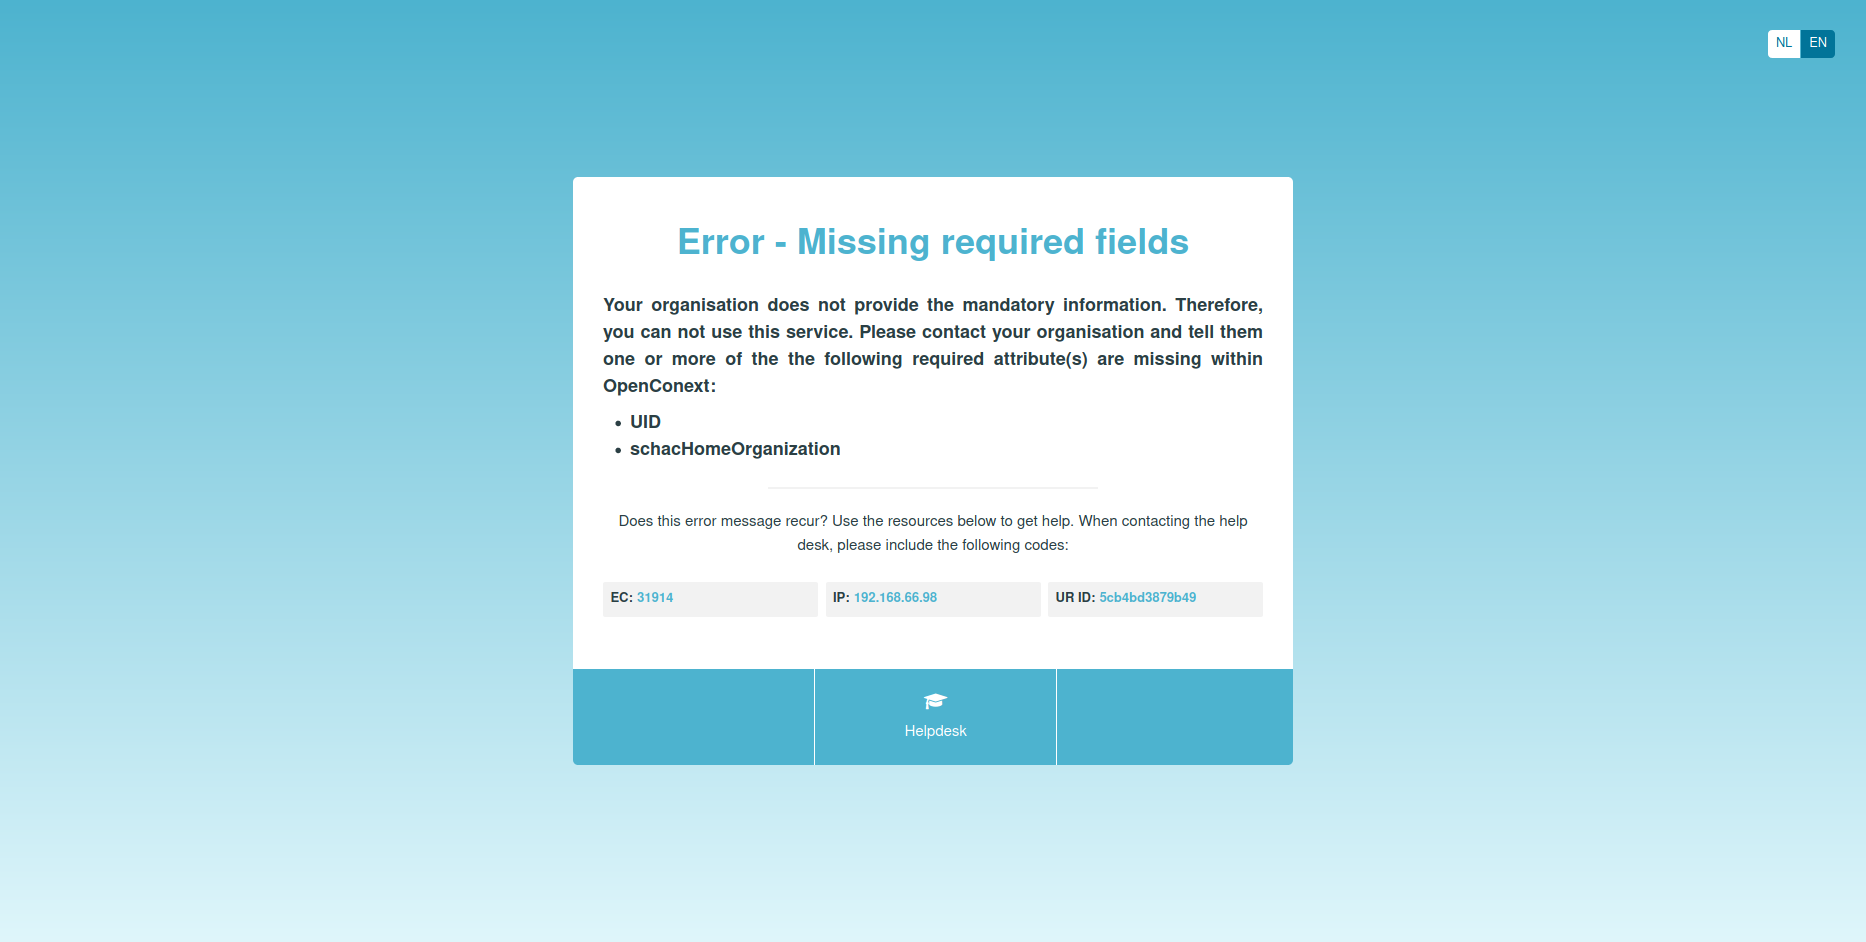 NL EN
Error - Missing required fields
Your organisation does not provide the mandatory information. Therefore,
you can not use this service. Please contact your organisation and tell them
one or more of the the following required attribute(s) are missing within
OpenConext:
• UID
• schacHomeOrganization
Does this error message recur? Use the resources below to get help. When contacting the help
desk, please include the following codes:
EC: 31914 IP: 192.168.66.98 UR ID: 5cb4bd3879b49
Helpdesk